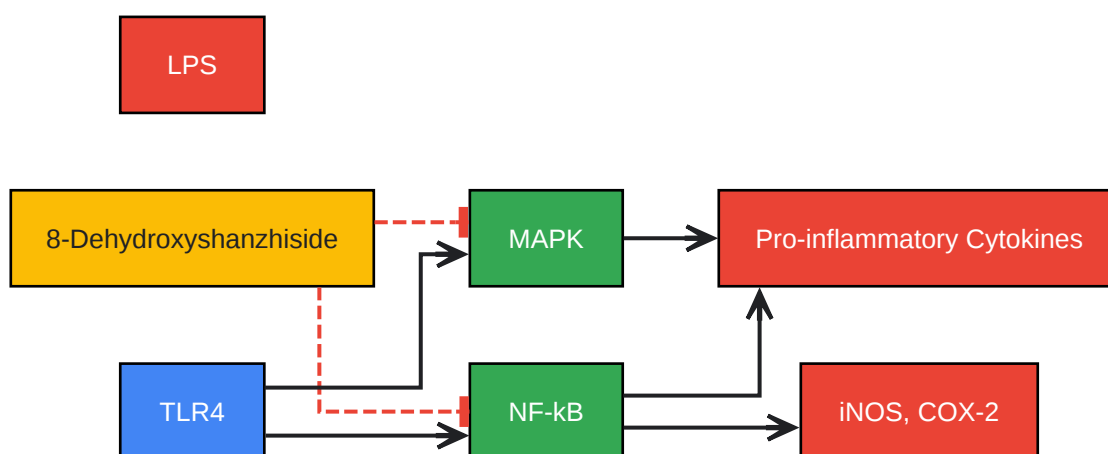 LPS
8-Dehydroxyshanzhiside
MAPK
Pro-inflammatory Cytokines
TLR4
NF-kB
iNOS, COX-2